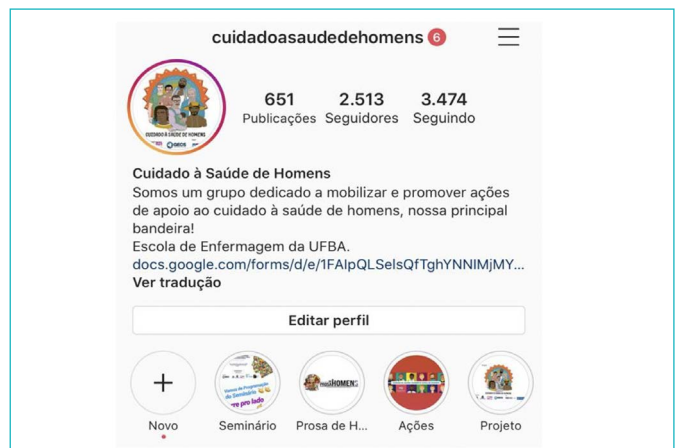 cuidadoasaudedehomens 6
651 2.513 3.474
Publicações Seguidores Seguindo
CUIDADO À SAÚDE DE HOMENS
GECS
Cuidado à Saúde de Homens
Somos um grupo dedicado a mobilizar e promover ações
de apoio ao cuidado à saúde de homens, nossa principal
bandeira!
Escola de Enfermagem da UFBA.
docs.google.com/forms/d/e/1FAIpQLSelsQfTghYNNIMjMY...
Ver tradução
Editar perfil
Novo Seminário Prosa de H... Ações Projeto